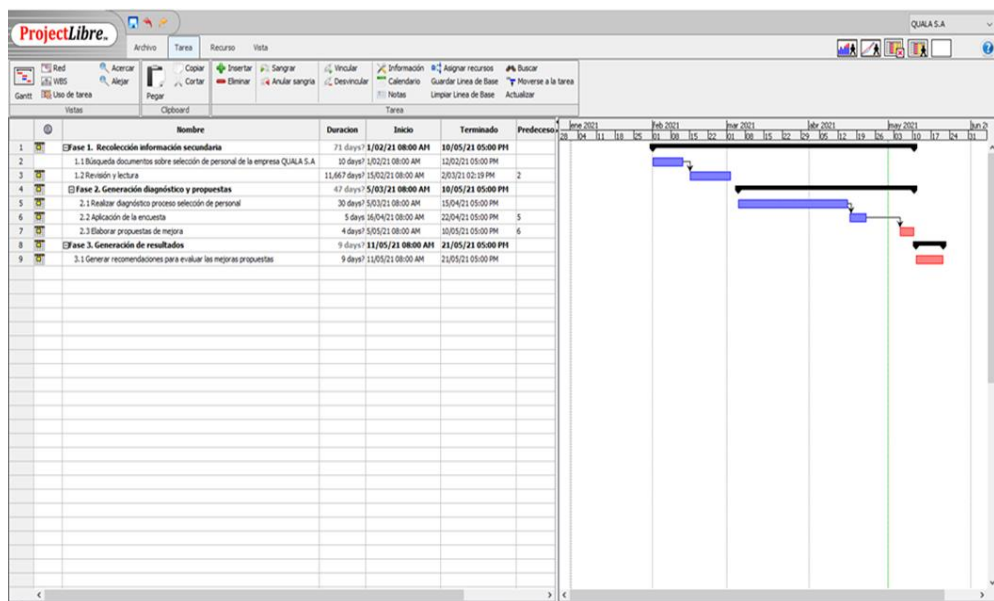 QUALA S.A
ProjectLibre
Archivo Tarea Recurso Vista
Red Acercar Copiar Insertar Sangrar Vincular Información Asignar recursos Buscar
WBS Alejar Cortar Eliminar Anular sangria Desvincular Calendario Guardar Linea de Base Moverse a la tarea
Gantt Uso de tarea Pegar Notas Limpiar Linea de Base Actualizar
Vistas Clipboard Tarea
Nombre Duracion Inicio Terminado Predeceso
ene 2021 feb 2021 mar 2021 abr 2021 may 2021 jun 2
28 04 11 18 25 01 08 15 22 01 08 15 22 29 05 12 19 26 03 10 17 24 31
1 Fase 1. Recolección información secundaria 71 days? 1/02/21 08:00 AM 10/05/21 05:00 PM
2 1.1 Búsqueda documentos sobre selección de personal de la empresa QUALA S.A 10 days? 1/02/21 08:00 AM 12/02/21 05:00 PM
3 1.2 Revisión y lectura 11,667 days? 15/02/21 08:00 AM 2/03/21 02:19 PM 2
4 Fase 2. Generación diagnóstico y propuestas 47 days? 5/03/21 08:00 AM 10/05/21 05:00 PM
5 2.1 Realizar diagnóstico proceso selección de personal 30 days? 5/03/21 08:00 AM 15/04/21 05:00 PM
6 2.2 Aplicación de la encuesta 5 days 16/04/21 08:00 AM 22/04/21 05:00 PM 5
7 2.3 Elaborar propuestas de mejora 4 days? 5/05/21 08:00 AM 10/05/21 05:00 PM 6
8 Fase 3. Generación de resultados 9 days? 11/05/21 08:00 AM 21/05/21 05:00 PM
9 3.1 Generar recomendaciones para evaluar las mejoras propuestas 9 days? 11/05/21 08:00 AM 21/05/21 05:00 PM